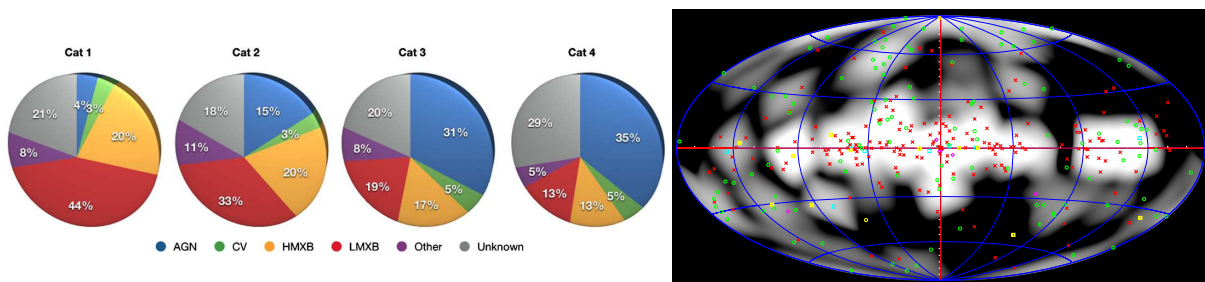 Cat 1 Cat 2 Cat 3 Cat 4
4% 3% 20% 44% 8% 21%
15% 3% 20% 33% 11% 18%
31% 5% 17% 19% 8% 20%
35% 5% 13% 13% 5% 29%
AGN CV HMXB LMXB Other Unknown